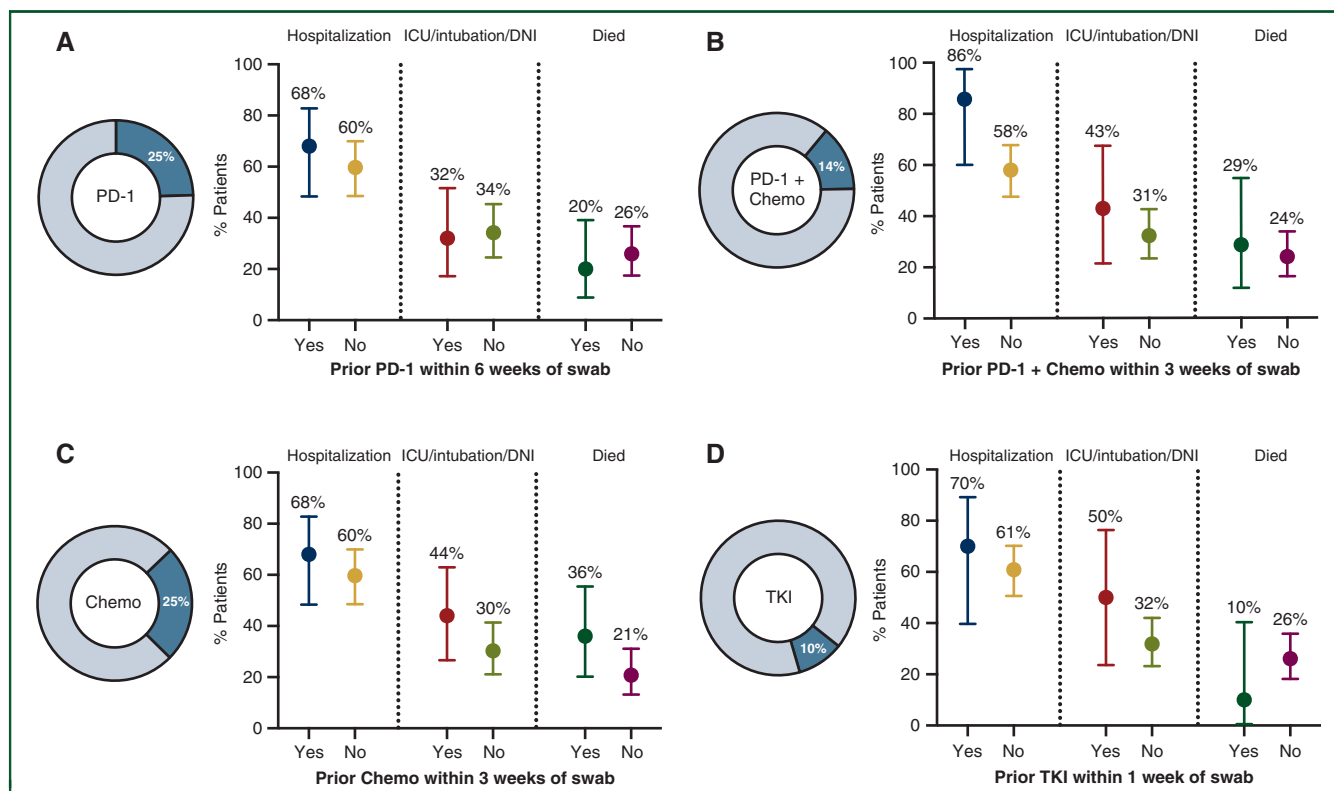 A
Hospitalization ICU/intubation/DNI Died
100
80
60
40
20
0
% Patients
68%
60%
32%
34%
20%
26%
25%
PD-1
Yes No Yes No Yes No
Prior PD-1 within 6 weeks of swab
B
Hospitalization ICU/intubation/DNI Died
100
80
60
40
20
0
% Patients
86%
58%
43%
31%
29%
24%
14%
PD-1 +
Chemo
Yes No Yes No Yes No
Prior PD-1 + Chemo within 3 weeks of swab
C
Hospitalization ICU/intubation/DNI Died
100
80
60
40
20
0
% Patients
68%
60%
44%
30%
36%
21%
25%
Chemo
Yes No Yes No Yes No
Prior Chemo within 3 weeks of swab
D
Hospitalization ICU/intubation/DNI Died
100
80
60
40
20
0
% Patients
70%
61%
50%
32%
10%
26%
TKI
10%
Yes No Yes No Yes No
Prior TKI within 1 week of swab